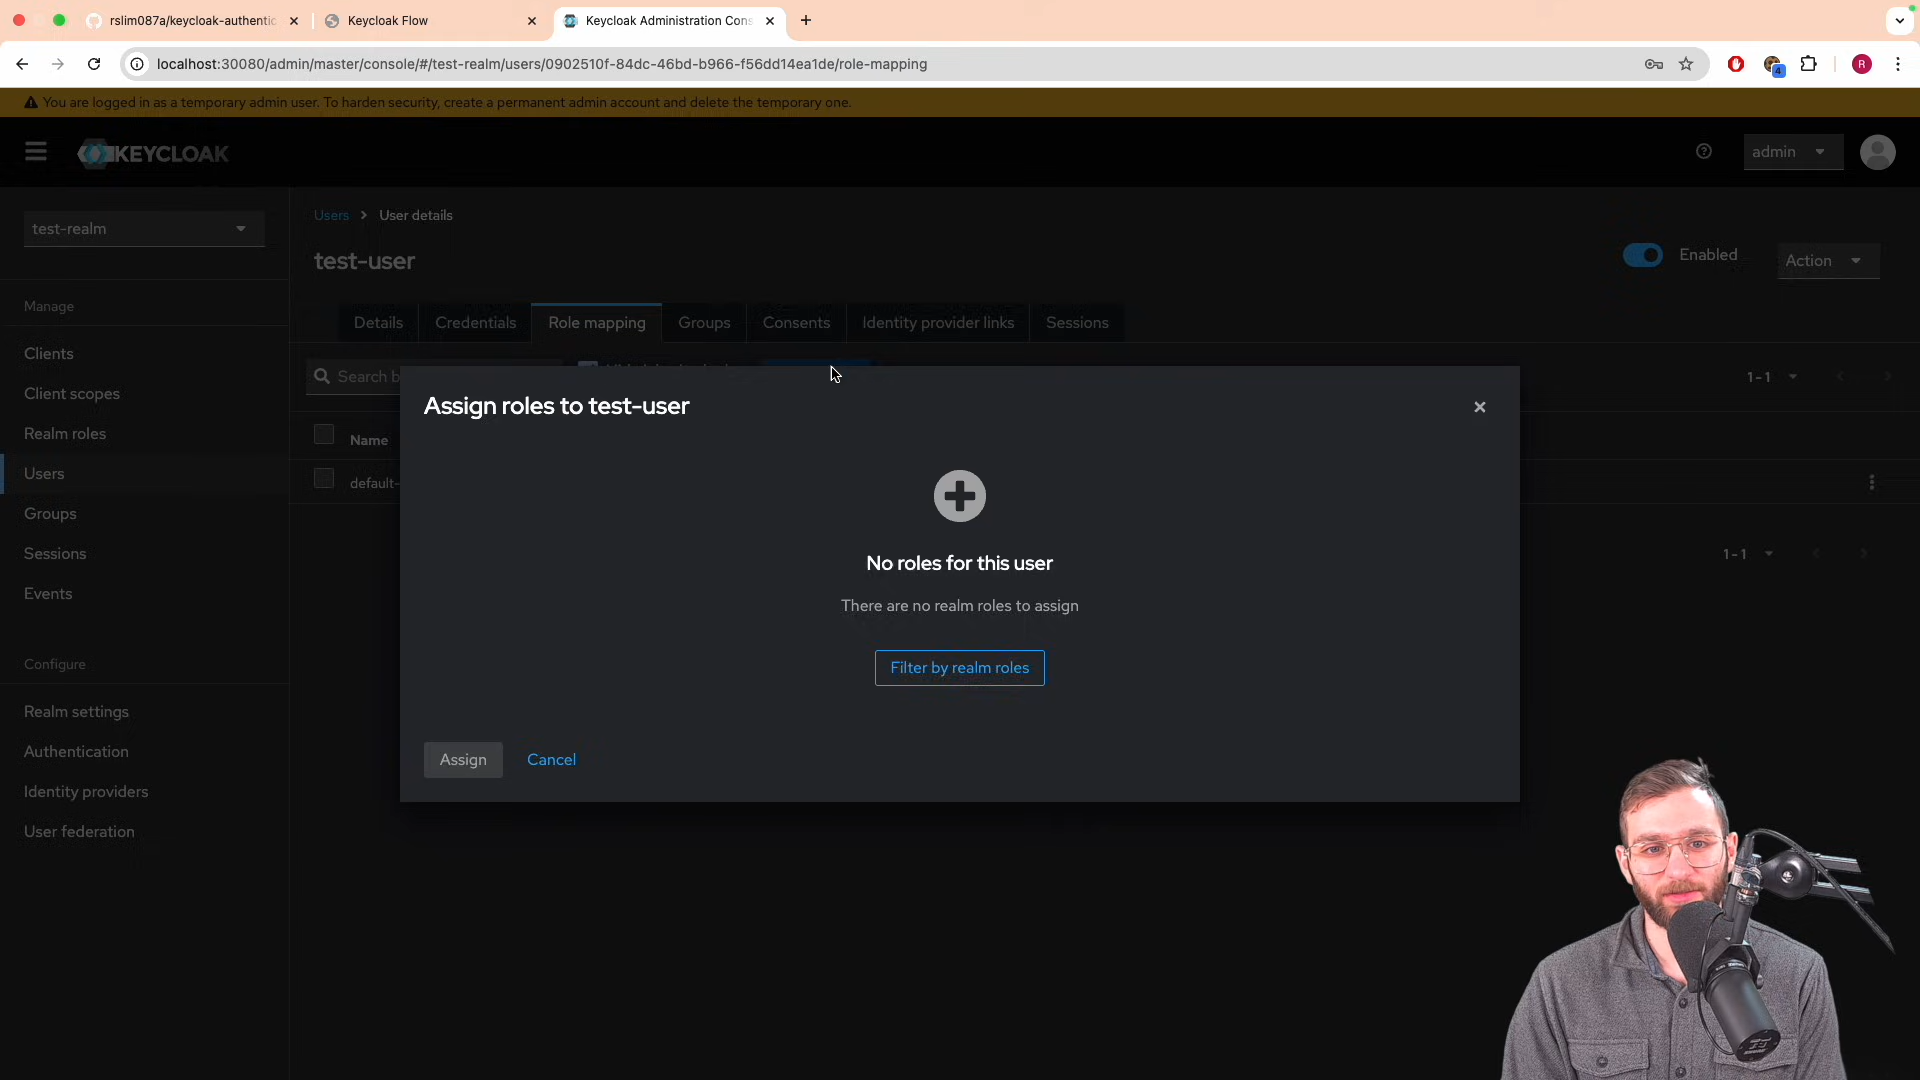 rslim087a/keycloak-authentic
Keycloak Flow
Keycloak Administration Cons
localhost:30080/admin/master/console/#/test-realm/users/0902510f-84dc-46bd-b966-f56dd14ea1de/role-mapping
4
R
You are logged in as a temporary admin user. To harden security, create a permanent admin account and delete the temporary one.
KEYCLOAK
admin
test-realm
Manage
Clients
Client scopes
Realm roles
Users
Groups
Sessions
Events
Configure
Realm settings
Authentication
Identity providers
User federation
Users > User details
test-user
Enabled
Action
Details
Credentials
Role mapping
Groups
Consents
Identity provider links
Sessions
Search b
1-1
Name
default-
1-1
Assign roles to test-user
No roles for this user
There are no realm roles to assign
Filter by realm roles
Assign
Cancel